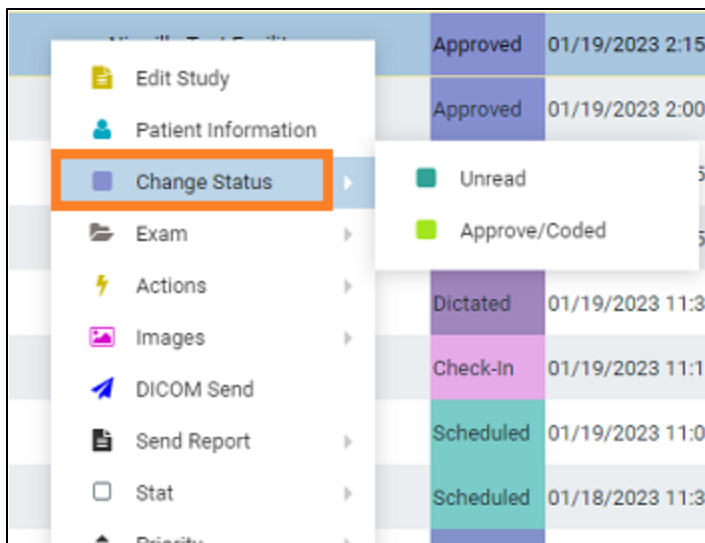 Approved 01/19/2023 2:15
Edit Study
Approved 01/19/2023 2:00
Patient Information
Change Status
Unread
Approve/Coded
Exam
Actions
Dictated 01/19/2023 11:3
Images
Check-In 01/19/2023 11:1
DICOM Send
Scheduled 01/19/2023 11:0
Send Report
Stat
Scheduled 01/18/2023 11:3
Priority